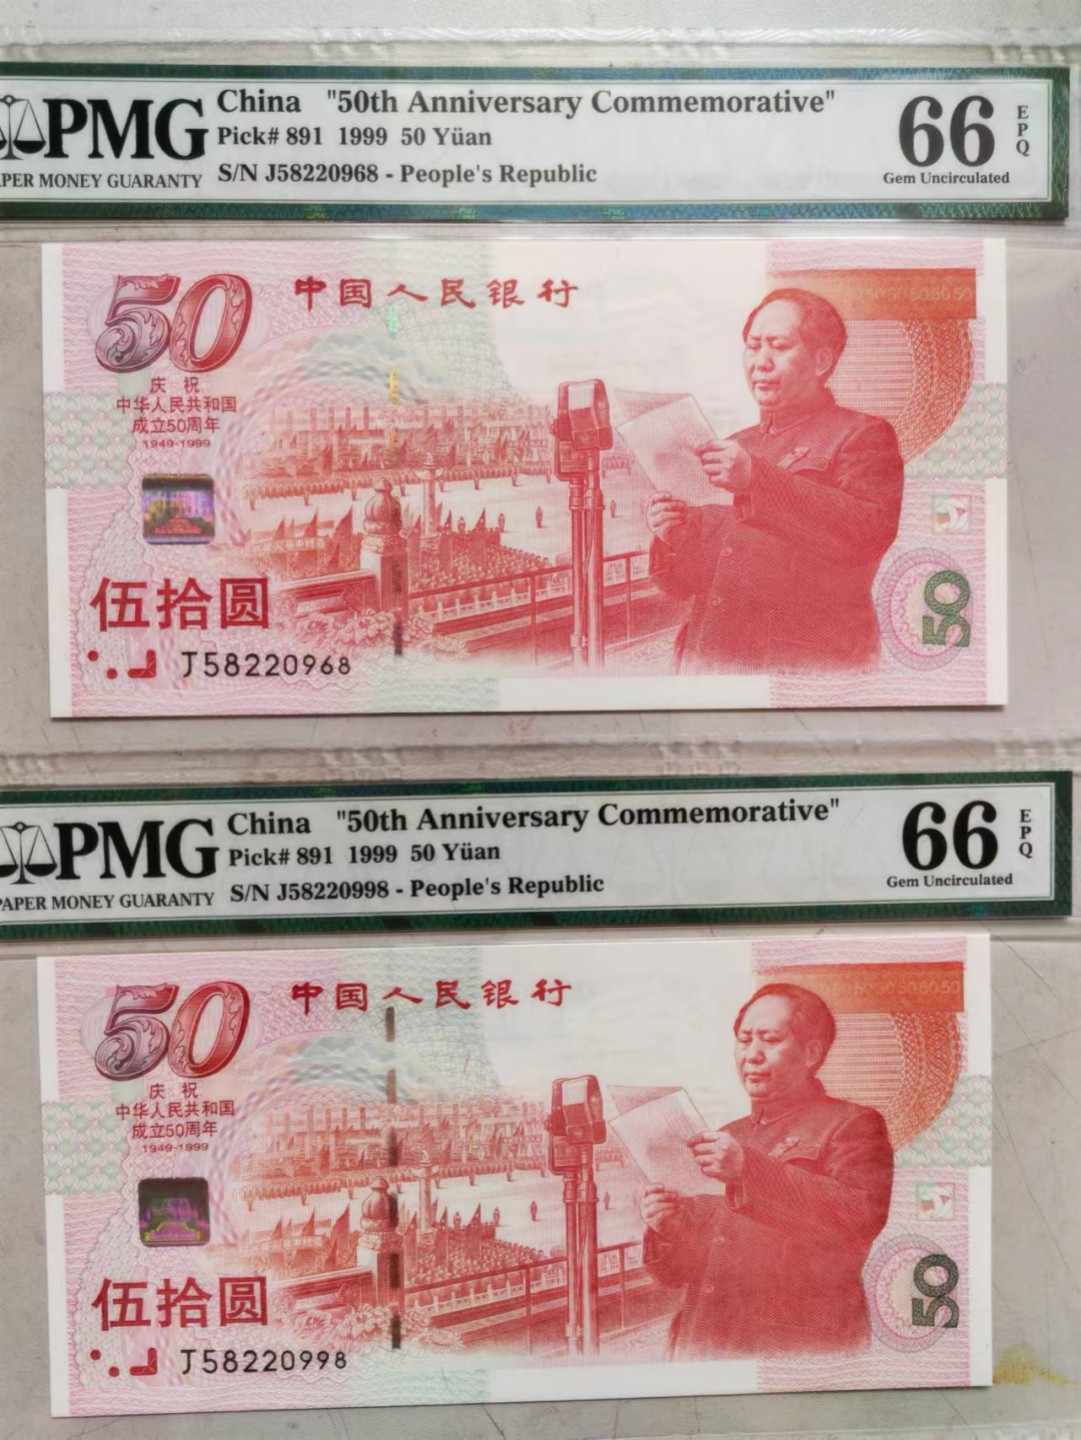 PMG
PAPER MONEY GUARANTY
China "50th Anniversary Commemorative"
Pick# 891 1999 50 Yüan
S/N J58220968 - People's Republic
66
EPQ
Gem Uncirculated
50
中国人民银行
庆祝
中华人民共和国
成立50周年
1949-1999
伍拾圆
J58220968
50
PMG
PAPER MONEY GUARANTY
China "50th Anniversary Commemorative"
Pick# 891 1999 50 Yüan
S/N J58220998 - People's Republic
66
EPQ
Gem Uncirculated
50
中国人民银行
庆祝
中华人民共和国
成立50周年
1949-1999
伍拾圆
J58220998
50